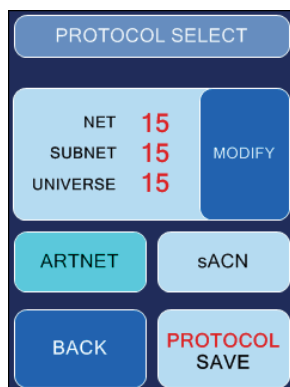 PROTOCOL SELECT
NET 15
SUBNET 15 MODIFY
UNIVERSE 15
ARTNET sACN
BACK PROTOCOL
SAVE